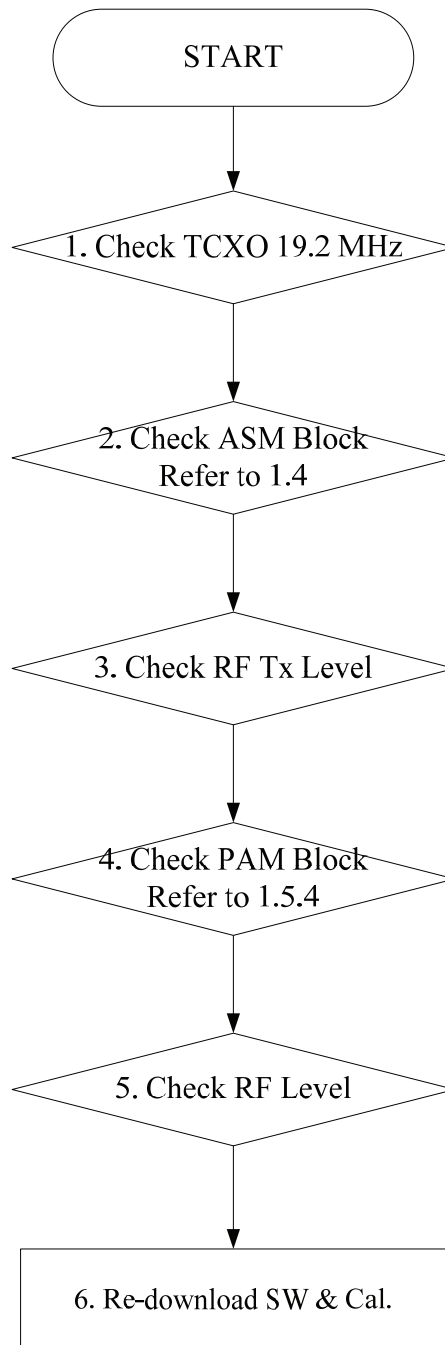 START
1. Check TCXO 19.2 MHz
2. Check ASM Block
Refer to 1.4
3. Check RF Tx Level
4. Check PAM Block
Refer to 1.5.4
5. Check RF Level
6. Re-download SW & Cal.